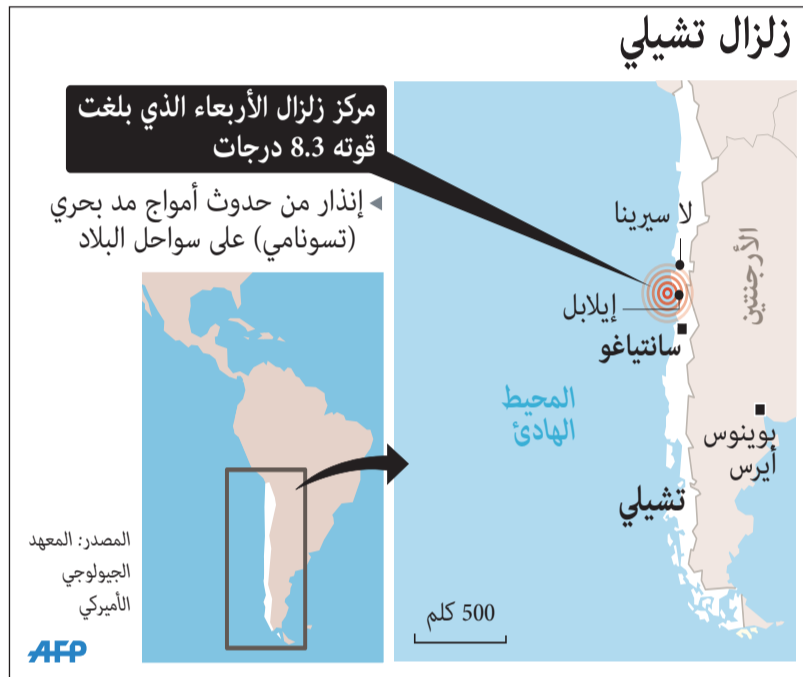 زلزال تشيلي
مركز زلزال الأربعاء الذي بلغت
قوته 8.3 درجات
إنذار من حدوث أمواج مد بحري
(تسونامي) على سواحل البلاد
لا سيرينا
إيلابل
سانتياغو
الأرجنتين
المحيط
الهادئ
بوينوس
أيرس
تشيلي
500 كلم
المصدر: المعهد
الجيولوجي
الأميركي
AFP